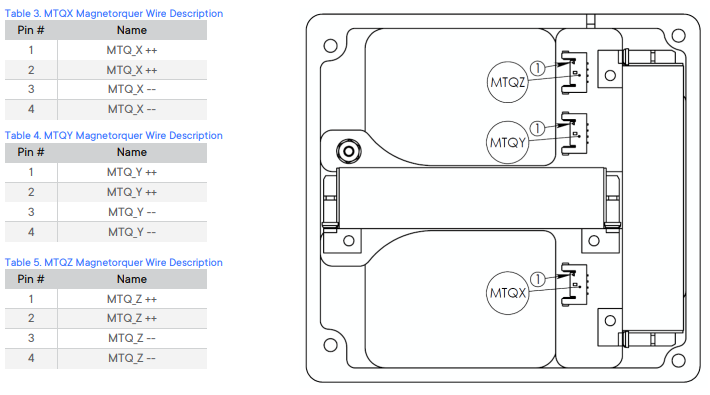 Table 3. MTQX Magnetorquer Wire Description
Pin # Name
1 MTQ_X ++
2 MTQ_X ++
3 MTQ_X --
4 MTQ_X --
Table 4. MTQY Magnetorquer Wire Description
Pin # Name
1 MTQ_Y ++
2 MTQ_Y ++
3 MTQ_Y --
4 MTQ_Y --
Table 5. MTQZ Magnetorquer Wire Description
Pin # Name
1 MTQ_Z ++
2 MTQ_Z ++
3 MTQ_Z --
4 MTQ_Z --
1
MTQZ
1
MTQY
1
MTQX